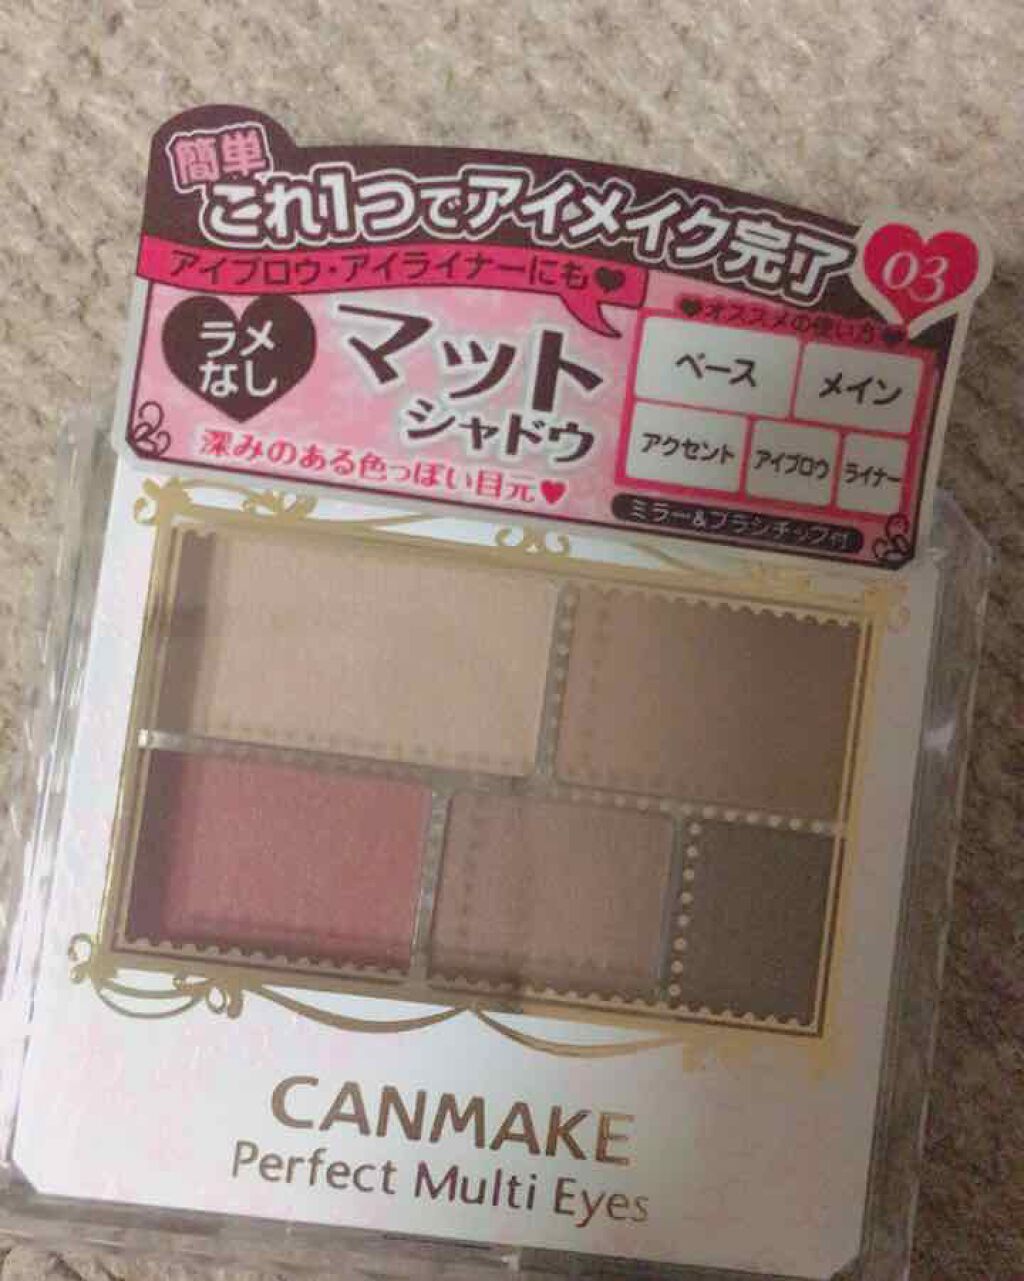 簡単
これ1つでアイメイク完了
03
アイブロウ・アイライナーにも♥
ラメ
なし
マット
シャドウ
深みのある色っぽい目元♥
♥オススメの使い方♥
ベース
メイン
アクセント
アイブロウ
ライナー
ミラー&ブラシチップ付
CANMAKE
Perfect Multi Eyes